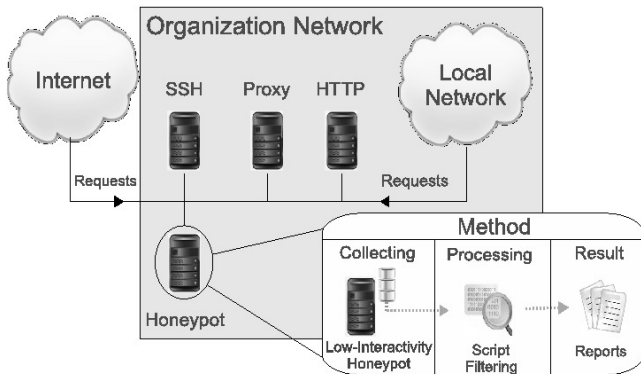 Organization Network
Internet
SSH Proxy HTTP
Local
Network
Requests
Requests
Honeypot
Method
Collecting
Processing
Result
Low-Interactivity
Honeypot
Script
Filtering
Reports